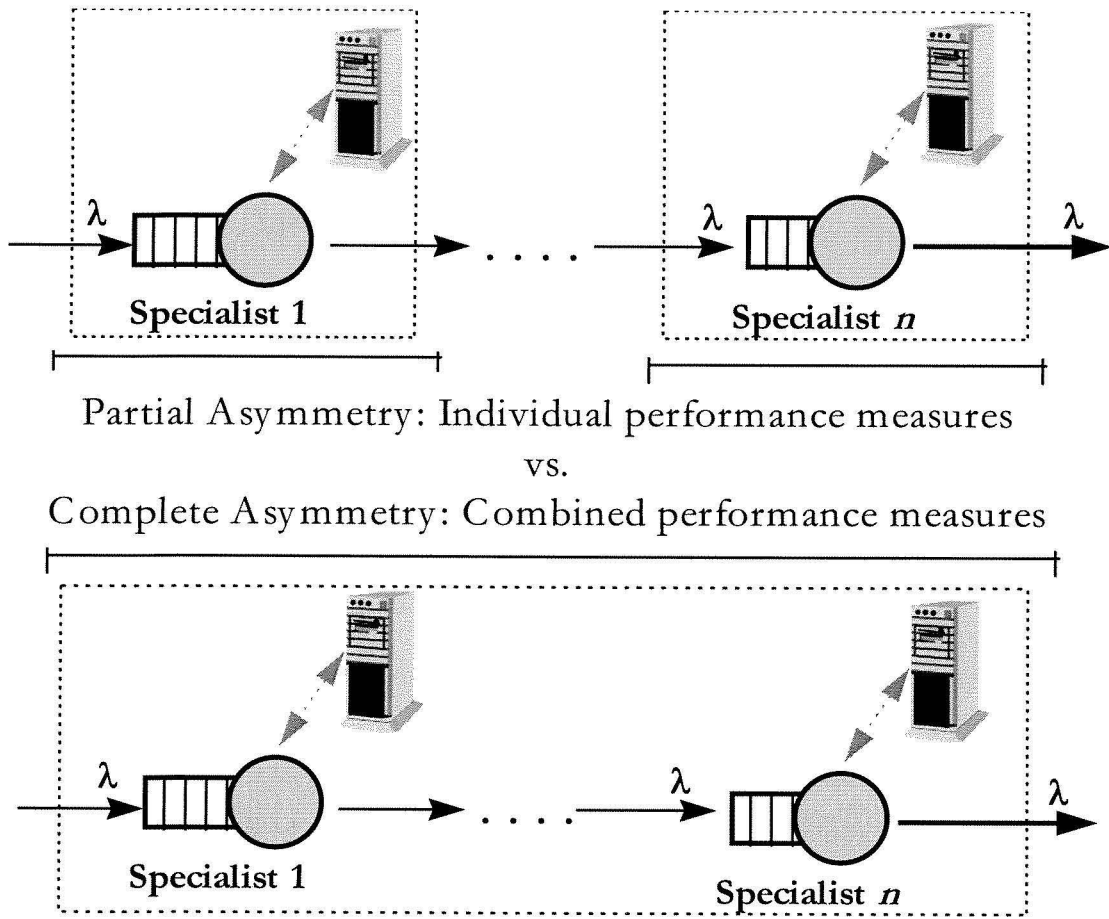 λ
λ
λ
. . . .
Specialist 1
Specialist n
Partial Asymmetry: Individual performance measures
vs.
Complete Asymmetry: Combined performance measures
λ
λ
λ
. . . .
Specialist 1
Specialist n